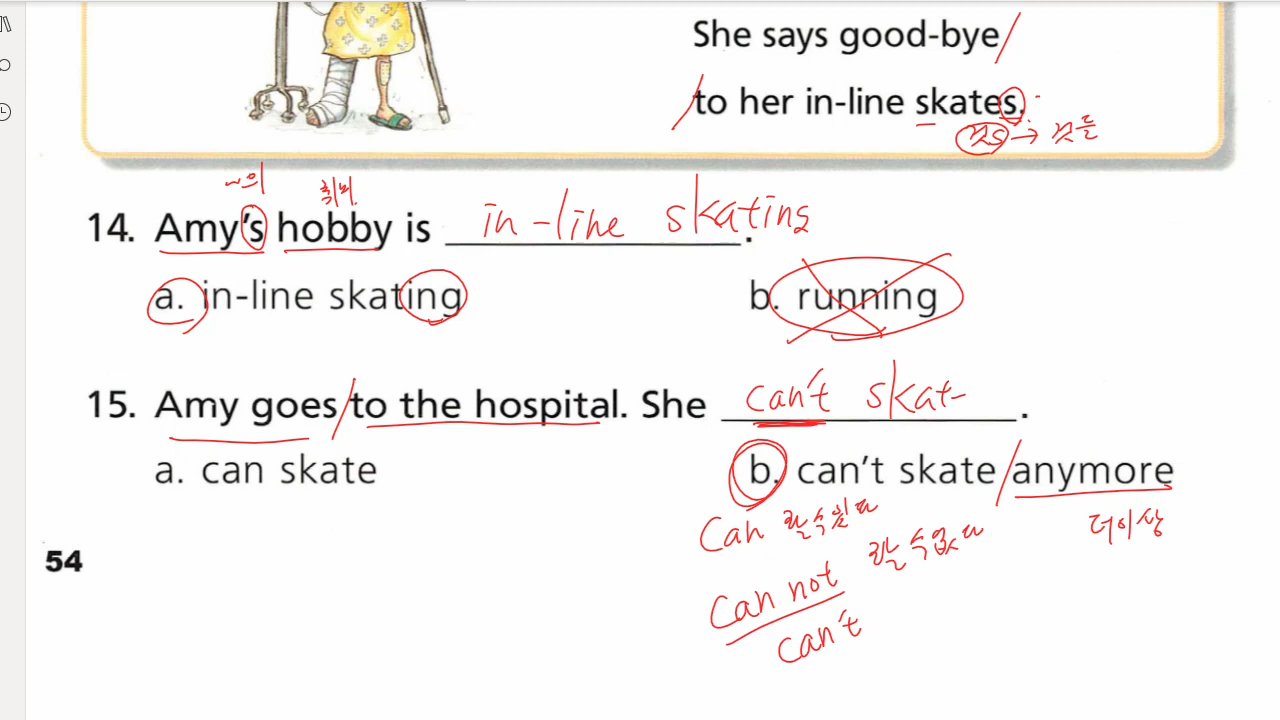 She says good-bye/
/to her in-line skates.
→ 것들
~의 취미
14. Amy's hobby is in-line skating.
a. in-line skating b. running
15. Amy goes/to the hospital. She can't skat .
a. can skate b. can't skate/anymore
can 할 수 있다 더이상
can not 할 수 없다
can't
54